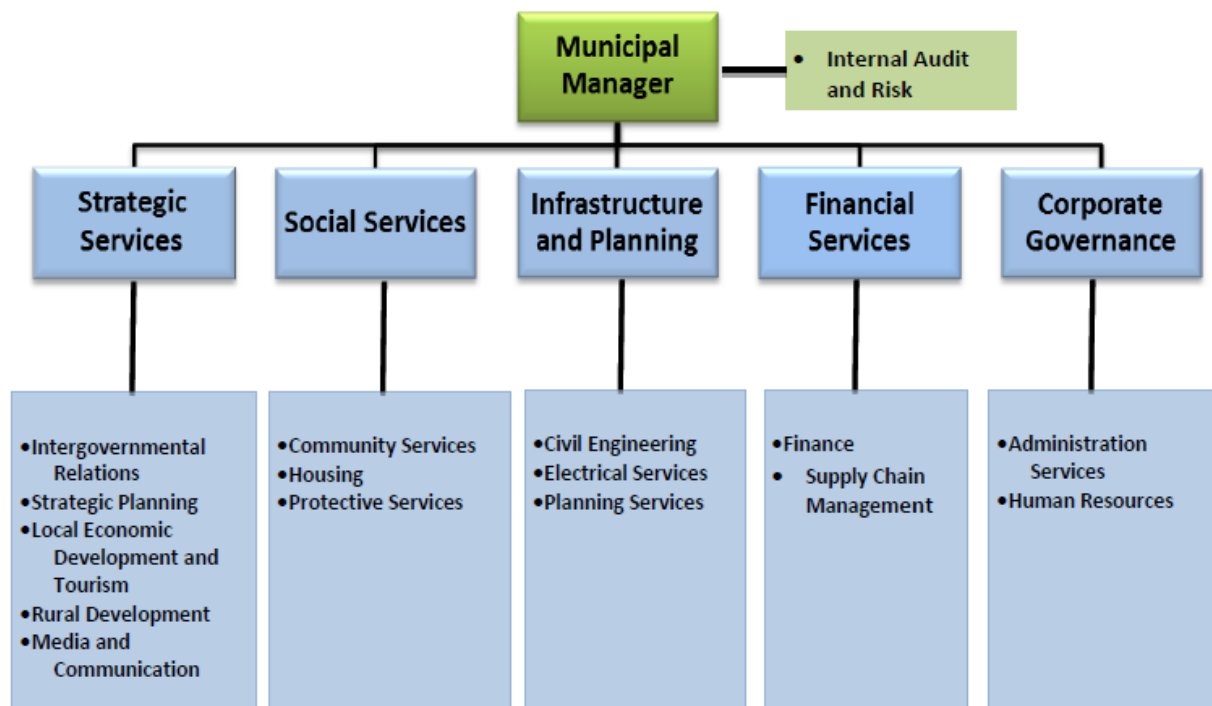 Municipal
Manager
• Internal Audit
and Risk
Strategic
Services
Social Services
Infrastructure
and Planning
Financial
Services
Corporate
Governance
•Intergovernmental
Relations
•Strategic Planning
•Local Economic
Development and
Tourism
•Rural Development
•Media and
Communication
•Community Services
•Housing
•Protective Services
•Civil Engineering
•Electrical Services
•Planning Services
•Finance
• Supply Chain
Management
•Administration
Services
•Human Resources